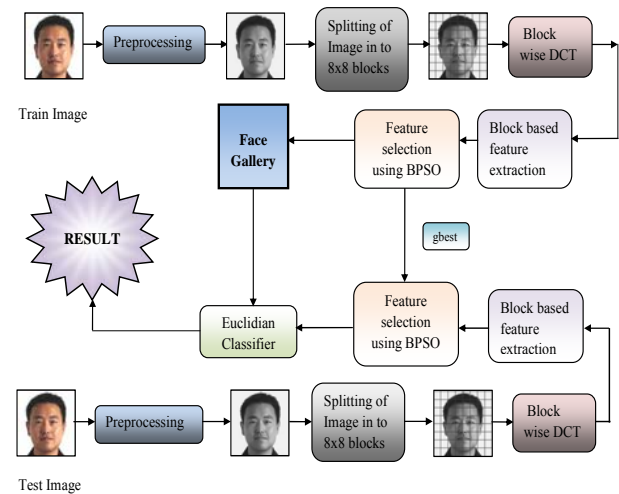 Preprocessing
Splitting of
Image in to
8x8 blocks
Block
wise DCT
Train Image
Face
Gallery
Feature
selection
using BPSO
Block based
feature
extraction
RESULT
gbest
Euclidian
Classifier
Feature
selection
using BPSO
Block based
feature
extraction
Preprocessing
Splitting of
Image in to
8x8 blocks
Block
wise DCT
Test Image